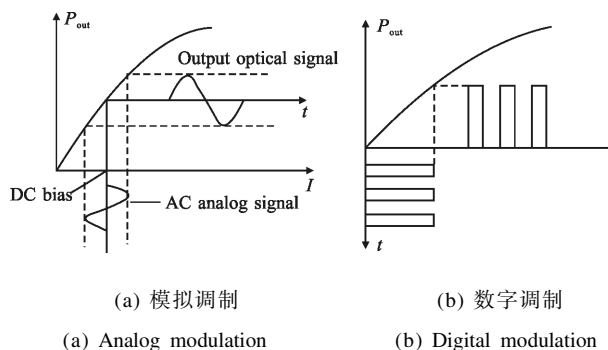 P_out
Output optical signal
t
I
DC bias
AC analog signal
(a) 模拟调制
(a) Analog modulation
P_out
t
(b) 数字调制
(b) Digital modulation